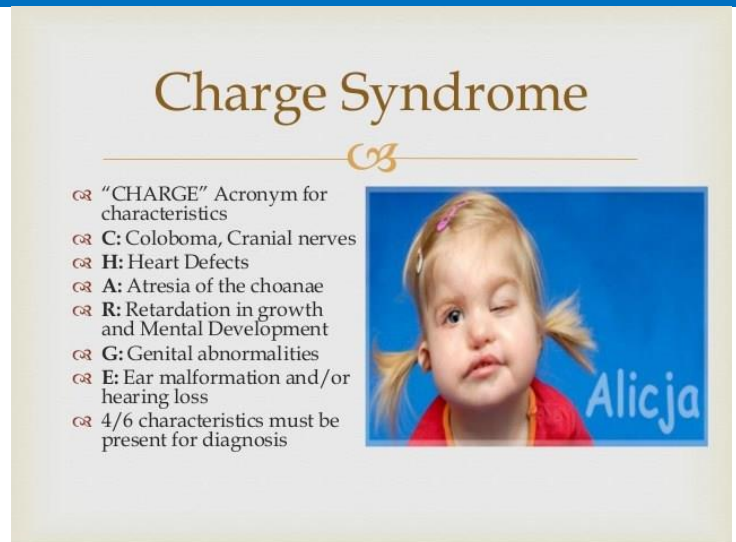 Charge Syndrome
“CHARGE” Acronym for
characteristics
C: Coloboma, Cranial nerves
H: Heart Defects
A: Atresia of the choanae
R: Retardation in growth
and Mental Development
G: Genital abnormalities
E: Ear malformation and/or
hearing loss
4/6 characteristics must be
present for diagnosis
Alicja